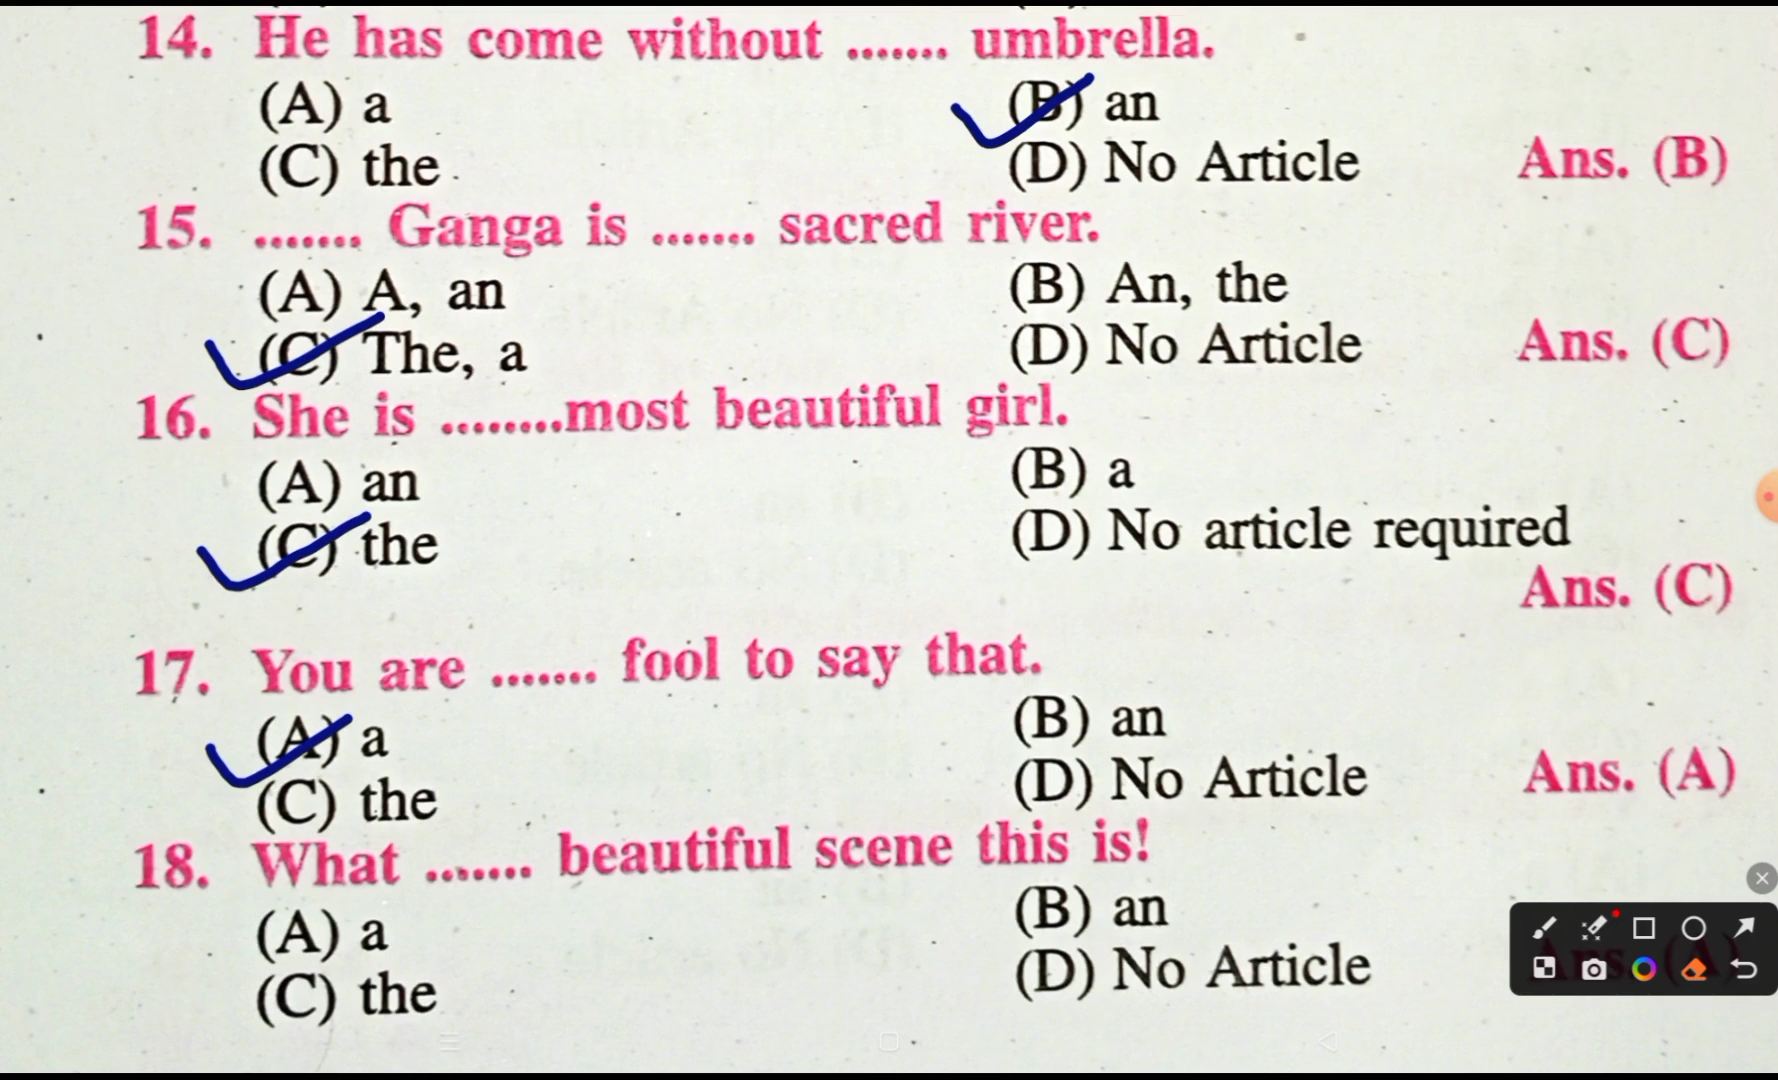 14. He has come without ....... umbrella.
(A) a (B) an
(C) the (D) No Article Ans. (B)
15. ....... Ganga is ....... sacred river.
(A) A, an (B) An, the
(C) The, a (D) No Article Ans. (C)
16. She is ........most beautiful girl.
(A) an (B) a
(C) the (D) No article required
Ans. (C)
17. You are ....... fool to say that.
(A) a (B) an
(C) the (D) No Article Ans. (A)
18. What ....... beautiful scene this is!
(A) a (B) an
(C) the (D) No Article Ans. (A)